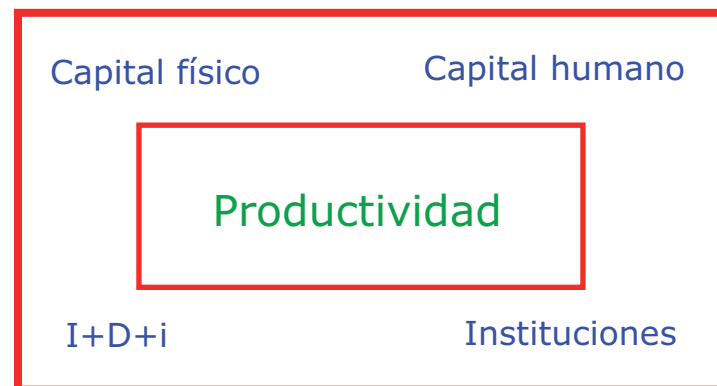 Capital físico
Capital humano
Productividad
I+D+i
Instituciones